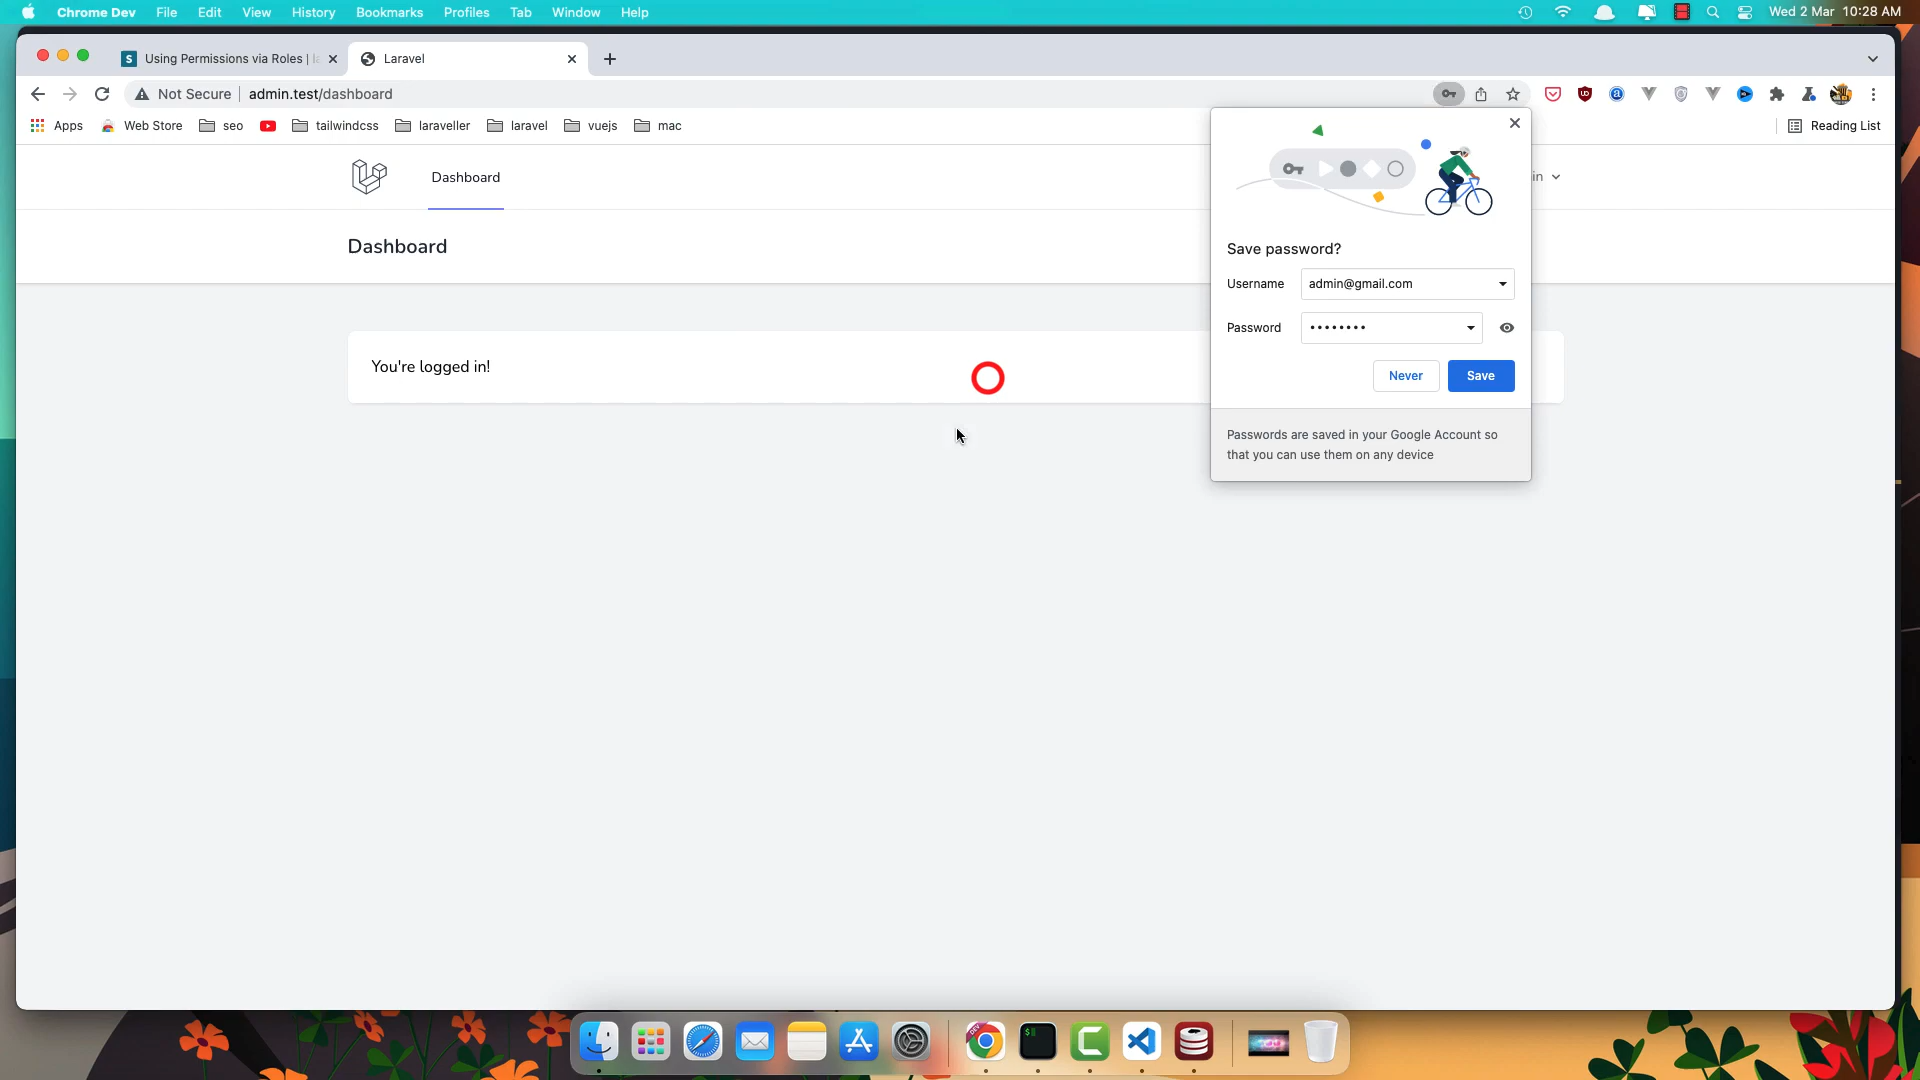 Chrome Dev File Edit View History Bookmarks Profiles Tab Window Help Wed 2 Mar 10:28 AM
Using Permissions via Roles | Laravel
Not Secure admin.test/dashboard
Apps Web Store seo tailwindcss laraveller laravel vuejs mac Reading List
Dashboard in
Dashboard
You're logged in!
Save password?
Username admin@gmail.com
Password ••••••••
Never Save
Passwords are saved in your Google Account so
that you can use them on any device